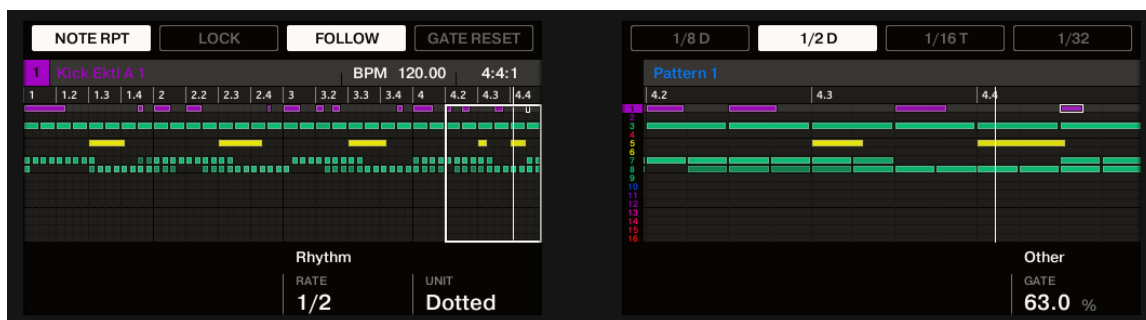 NOTE RPT LOCK FOLLOW GATE RESET
1 Kick Ektl A 1 BPM 120.00 4:4:1
1 1.2 1.3 1.4 2 2.2 2.3 2.4 3 3.2 3.3 3.4 4 4.2 4.3 4.4
Rhythm
RATE UNIT
1/2 Dotted
1/8 D 1/2 D 1/16 T 1/32
Pattern 1
4.2 4.3 4.4
1
2
3
4
5
6
7
8
9
10
11
12
13
14
15
16
Other
GATE
63.0 %